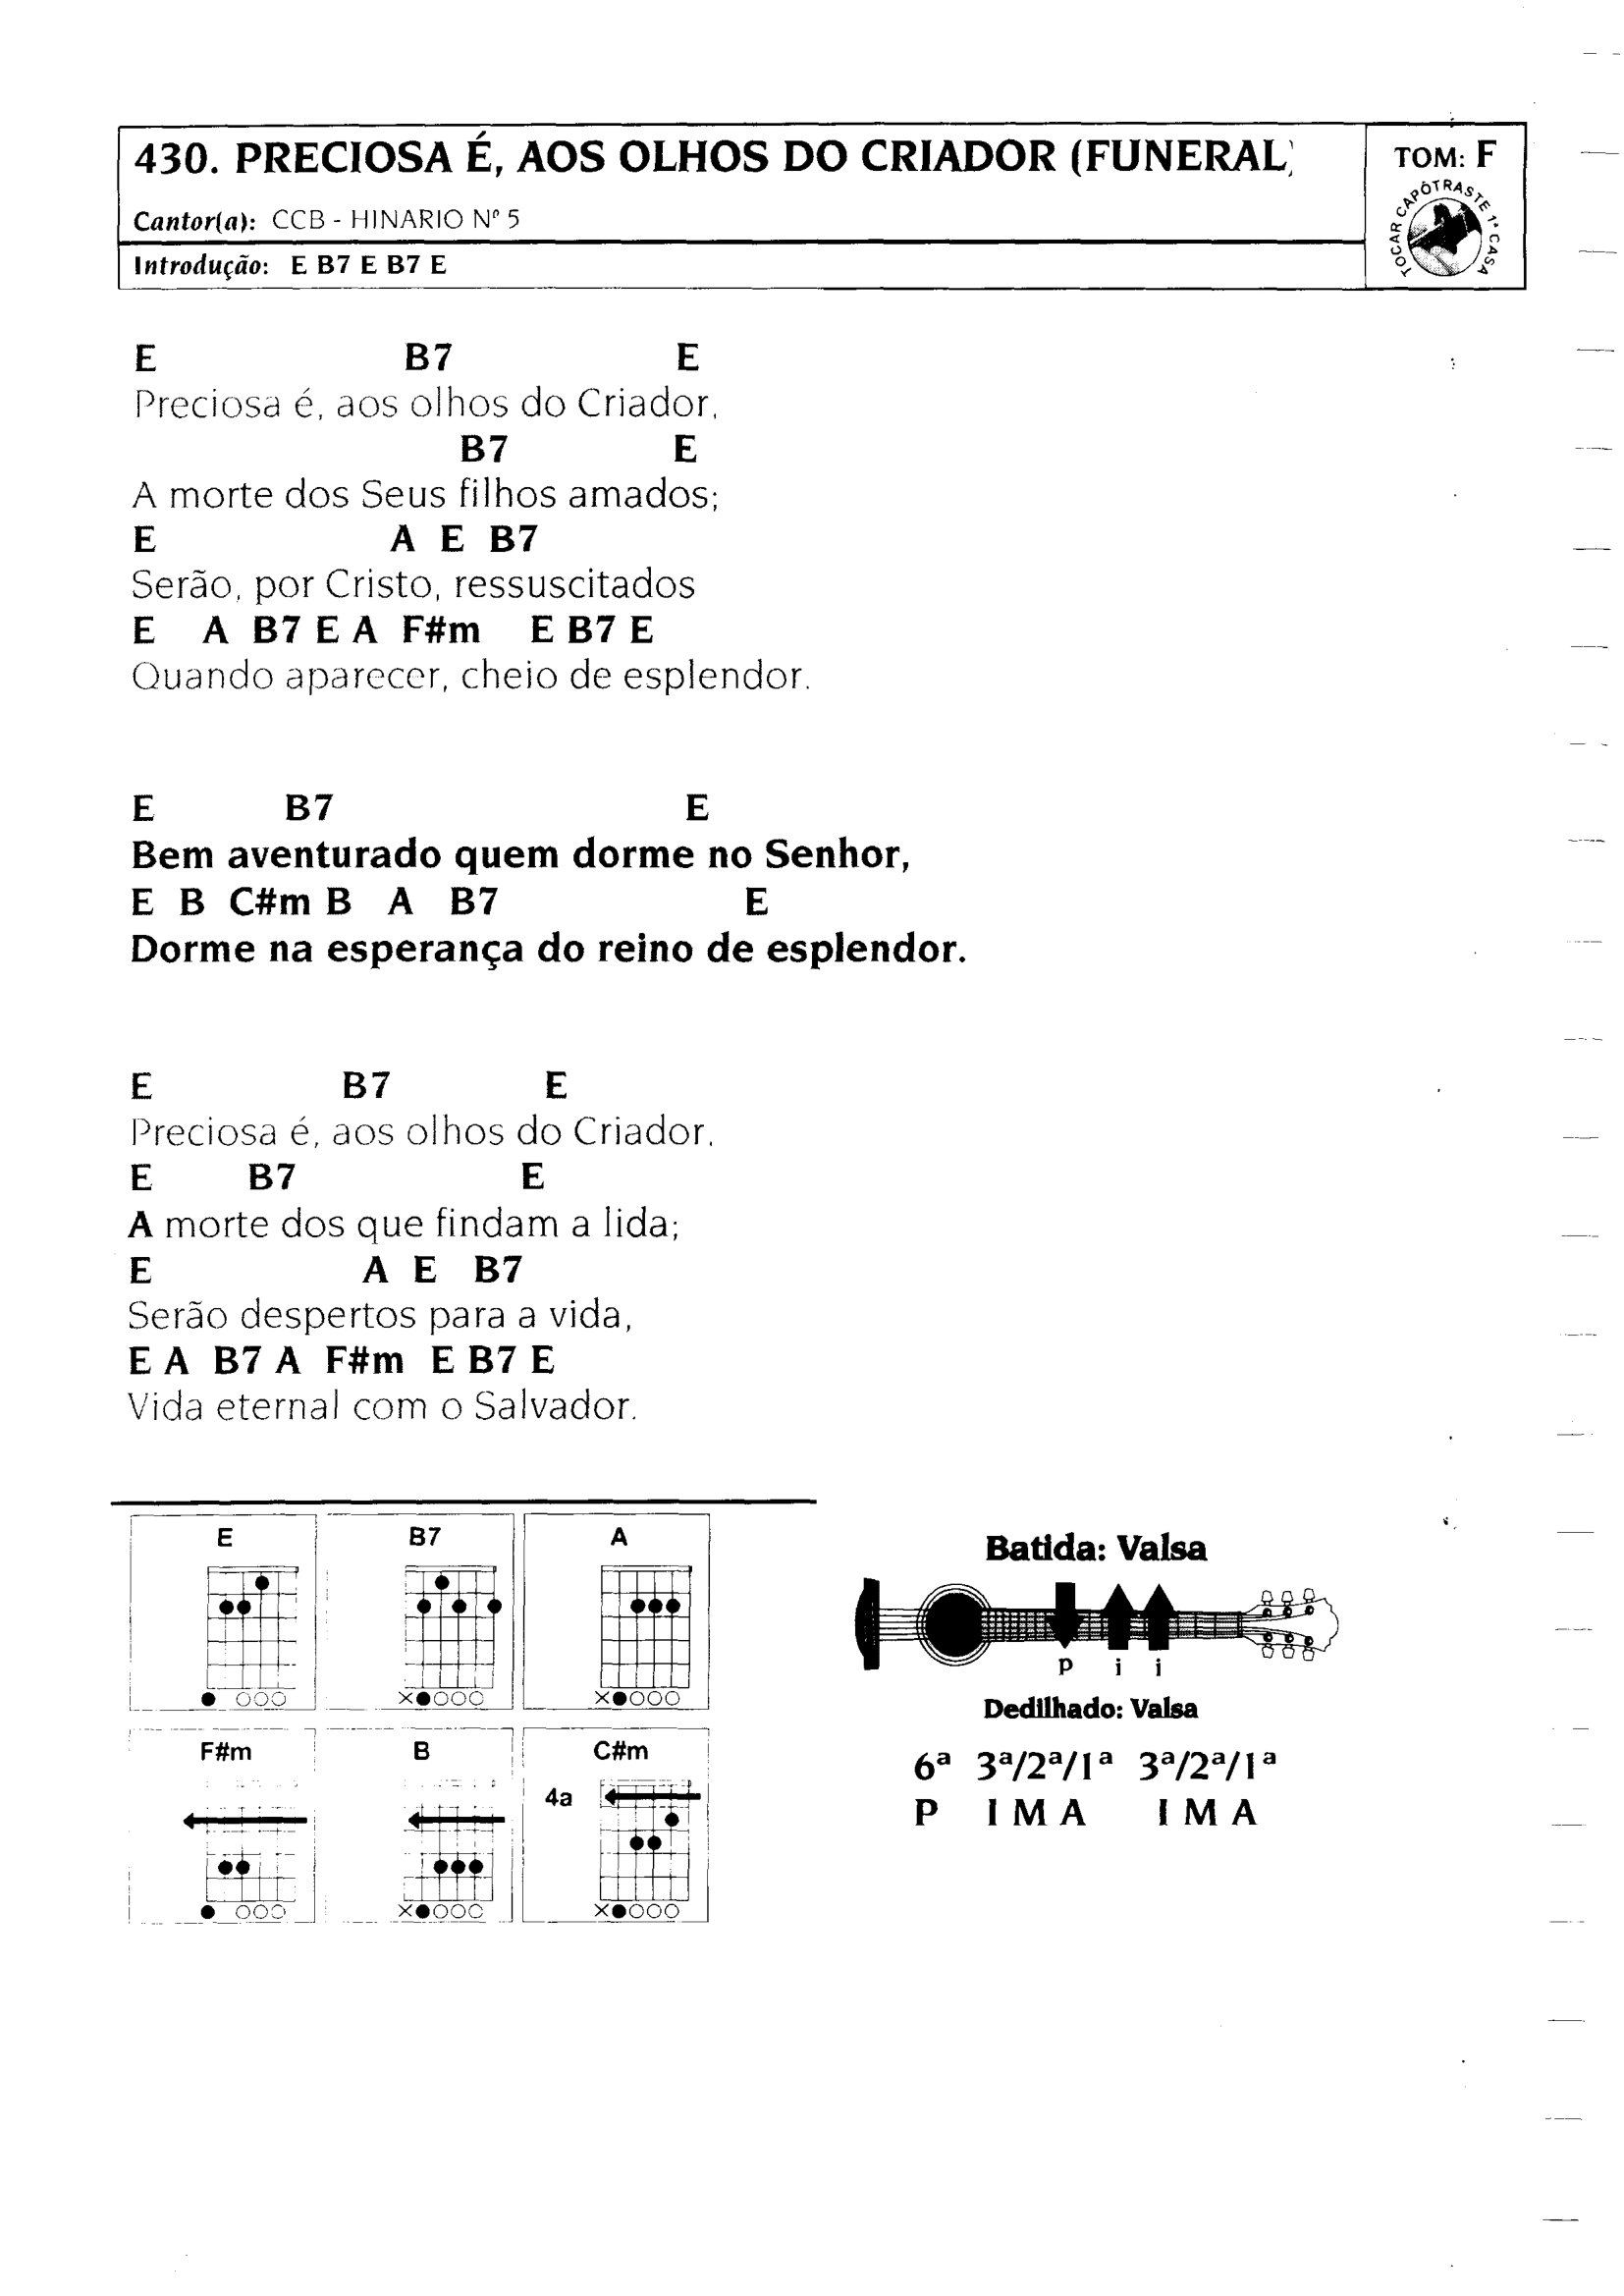 430. PRECIOSA É, AOS OLHOS DO CRIADOR (FUNERAL)
TOM: F
Cantor(a): CCB - HINARIO Nº 5
TOCAR CAPÔTRASTE 1ª CASA
Introdução: E B7 E B7 E
E B7 E
Preciosa é, aos olhos do Criador,
B7 E
A morte dos Seus filhos amados;
E A E B7
Serão, por Cristo, ressuscitados
E A B7 E A F#m E B7 E
Quando aparecer, cheio de esplendor.
E B7 E
Bem aventurado quem dorme no Senhor,
E B C#m B A B7 E
Dorme na esperança do reino de esplendor.
E B7 E
Preciosa é, aos olhos do Criador,
E B7 E
A morte dos que findam a lida;
E A E B7
Serão despertos para a vida,
E A B7 A F#m E B7 E
Vida eternal com o Salvador.
E B7 A
X X
F#m B C#m
4a
X X
Batida: Valsa
p i i
Dedilhado: Valsa
6ª 3ª/2ª/1ª 3ª/2ª/1ª
P I M A I M A